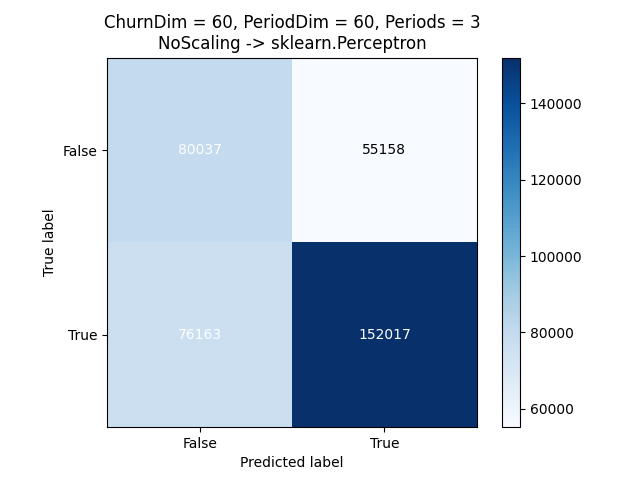 ChurnDim = 60, PeriodDim = 60, Periods = 3
NoScaling -> sklearn.Perceptron
140000
False
80037
55158
120000
True label
100000
80000
True
76163
152017
60000
False
True
Predicted label